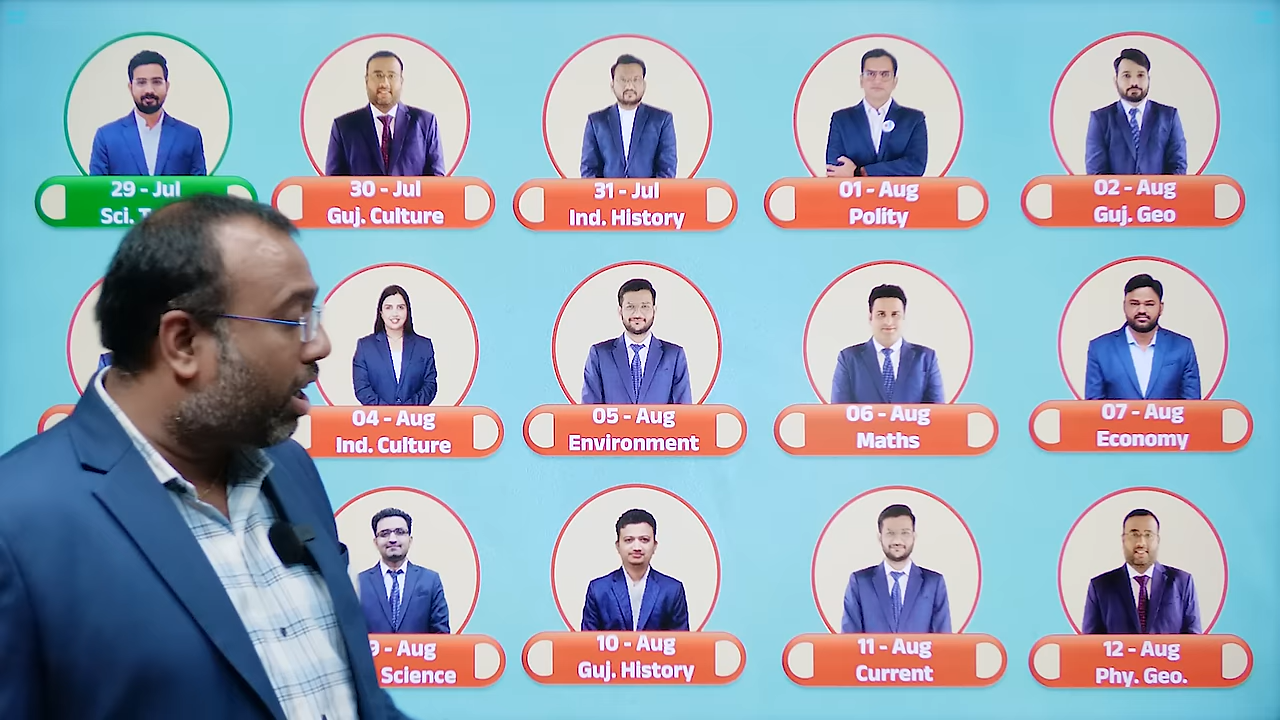 29 - Jul
Sci.
30 - Jul
Guj. Culture
31 - Jul
Ind. History
01 - Aug
Polity
02 - Aug
Guj. Geo
04 - Aug
Ind. Culture
05 - Aug
Environment
06 - Aug
Maths
07 - Aug
Economy
- Aug
Science
10 - Aug
Guj. History
11 - Aug
Current
12 - Aug
Phy. Geo.